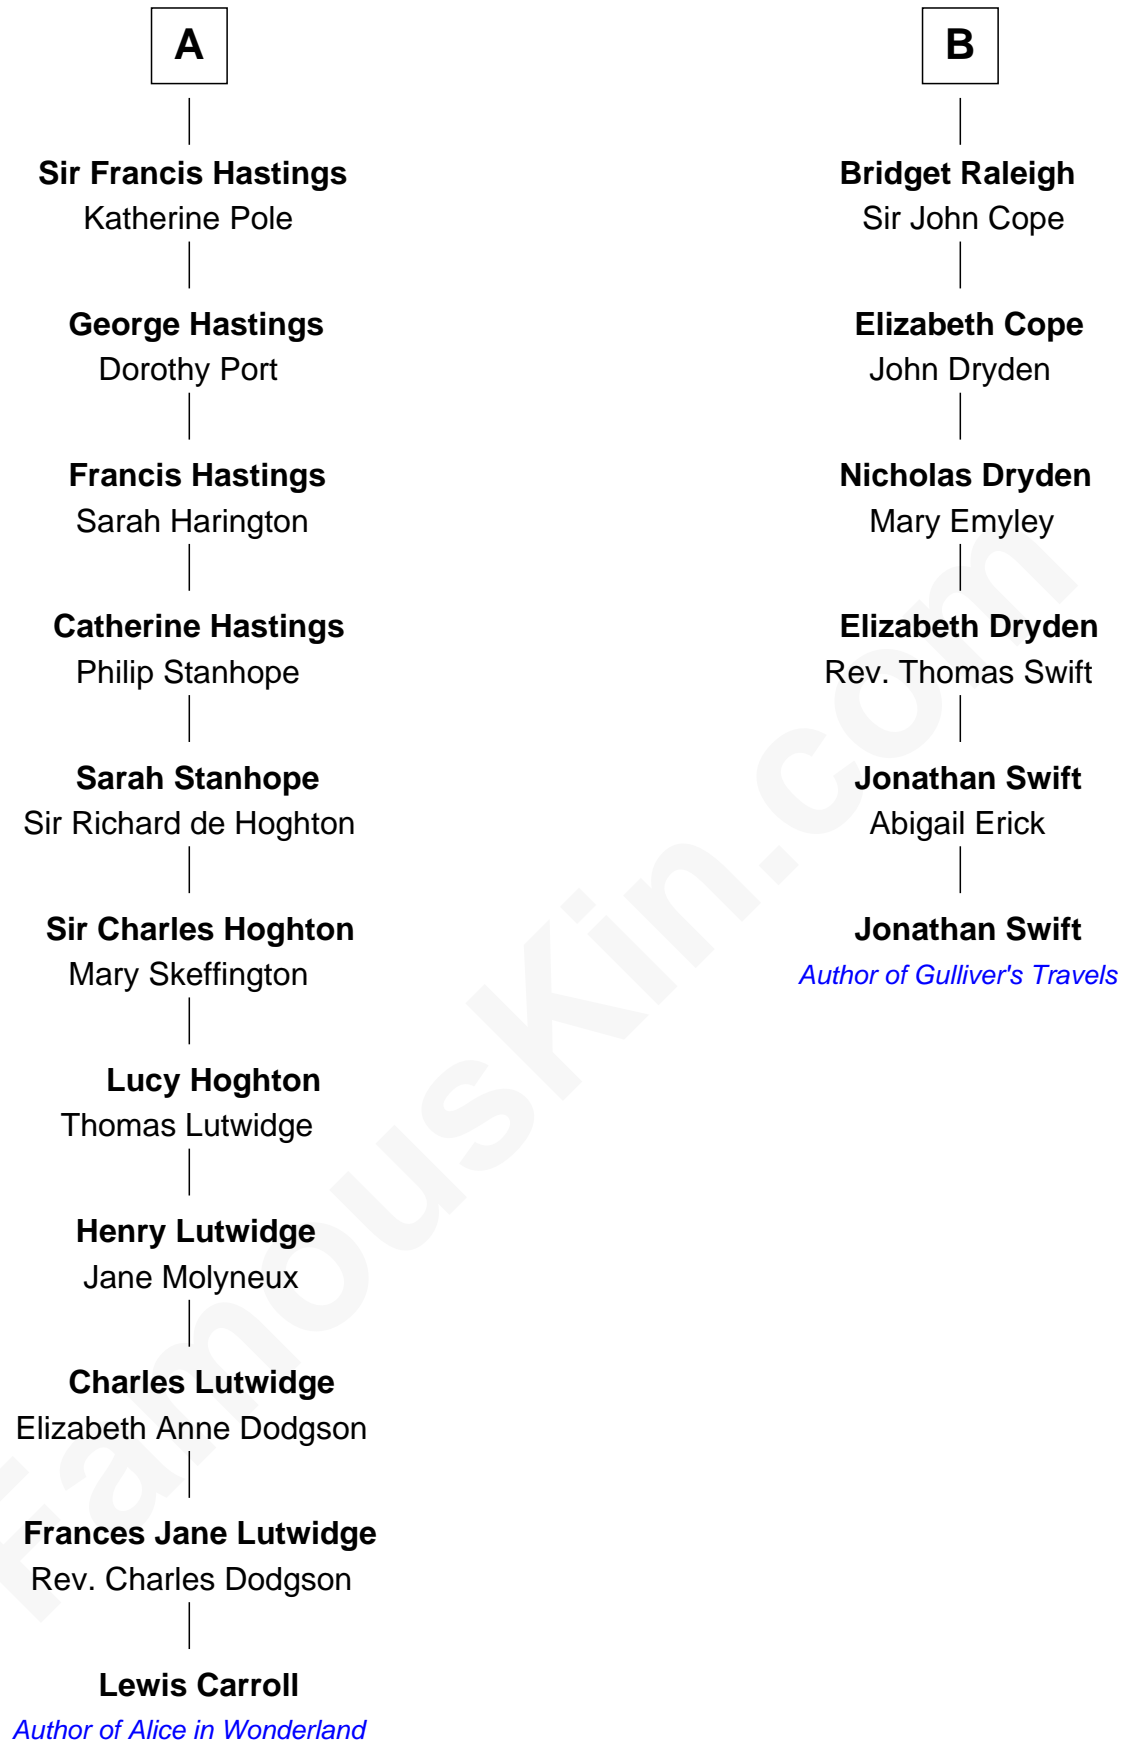 A
Sir Francis Hastings
Katherine Pole
George Hastings
Dorothy Port
Francis Hastings
Sarah Harington
Catherine Hastings
Philip Stanhope
Sarah Stanhope
Sir Richard de Hoghton
Sir Charles Hoghton
Mary Skeffington
Lucy Hoghton
Thomas Lutwidge
Henry Lutwidge
Jane Molyneux
Charles Lutwidge
Elizabeth Anne Dodgson
Frances Jane Lutwidge
Rev. Charles Dodgson
Lewis Carroll
Author of Alice in Wonderland
B
Bridget Raleigh
Sir John Cope
Elizabeth Cope
John Dryden
Nicholas Dryden
Mary Emyley
Elizabeth Dryden
Rev. Thomas Swift
Jonathan Swift
Abigail Erick
Jonathan Swift
Author of Gulliver's Travels
FamousKin.com